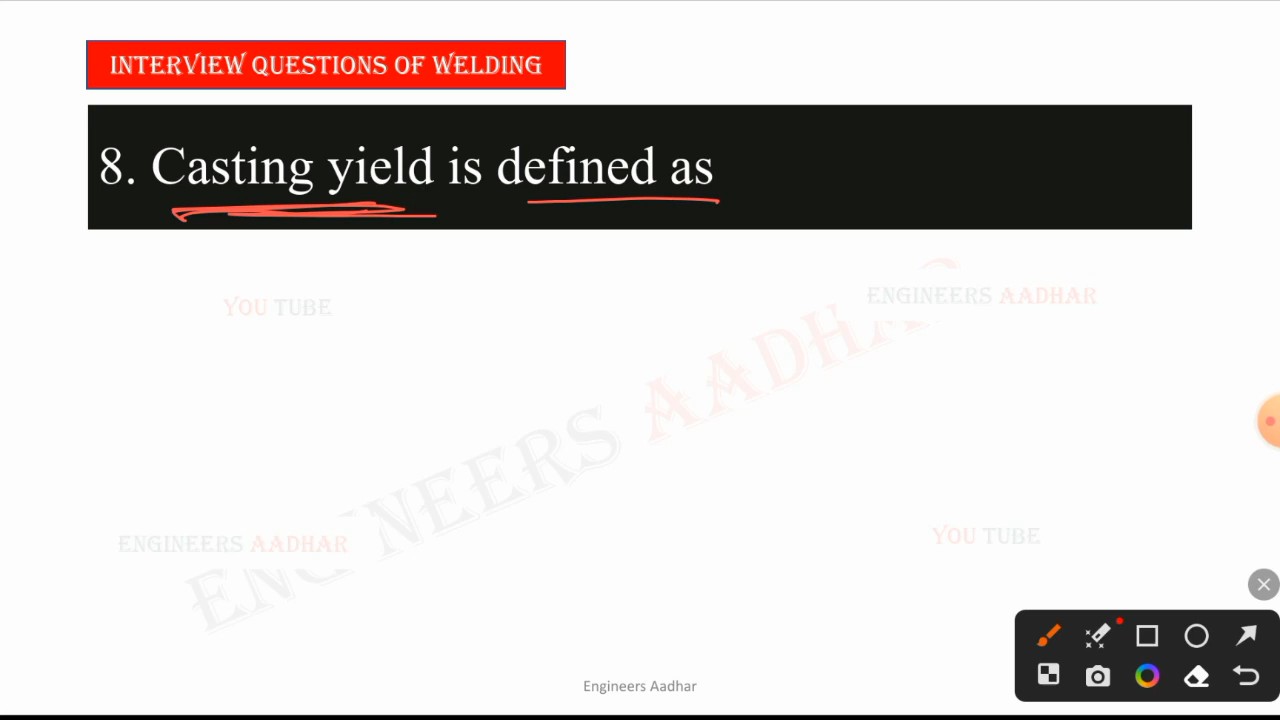 INTERVIEW QUESTIONS OF WELDING
8. Casting yield is defined as
YOU TUBE
ENGINEERS AADHAR
ENGINEERS AADHAR
ENGINEERS AADHAR
YOU TUBE
Engineers Aadhar